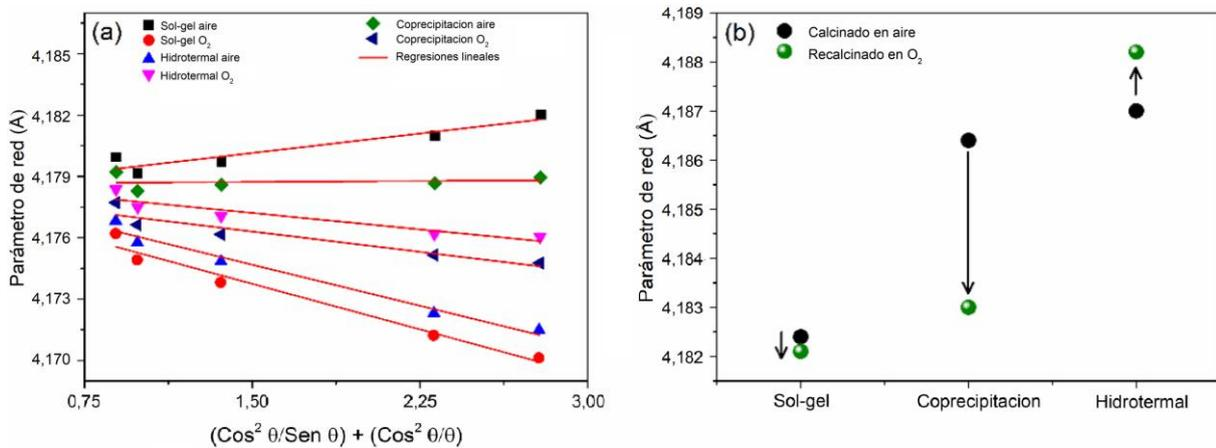 (a)
Sol-gel aire
Sol-gel O2
Hidrotermal aire
Hidrotermal O2
Coprecipitacion aire
Coprecipitacion O2
Regresiones lineales
4,185
4,182
4,179
4,176
4,173
4,170
Parámetro de red (Å)
0,75
1,50
2,25
3,00
(Cos2 θ/Sen θ) + (Cos2 θ/θ)
(b)
Calcinado en aire
Recalcinado en O2
4,189
4,188
4,187
4,186
4,185
4,184
4,183
4,182
Parámetro de red (Å)
Sol-gel
Coprecipitacion
Hidrotermal